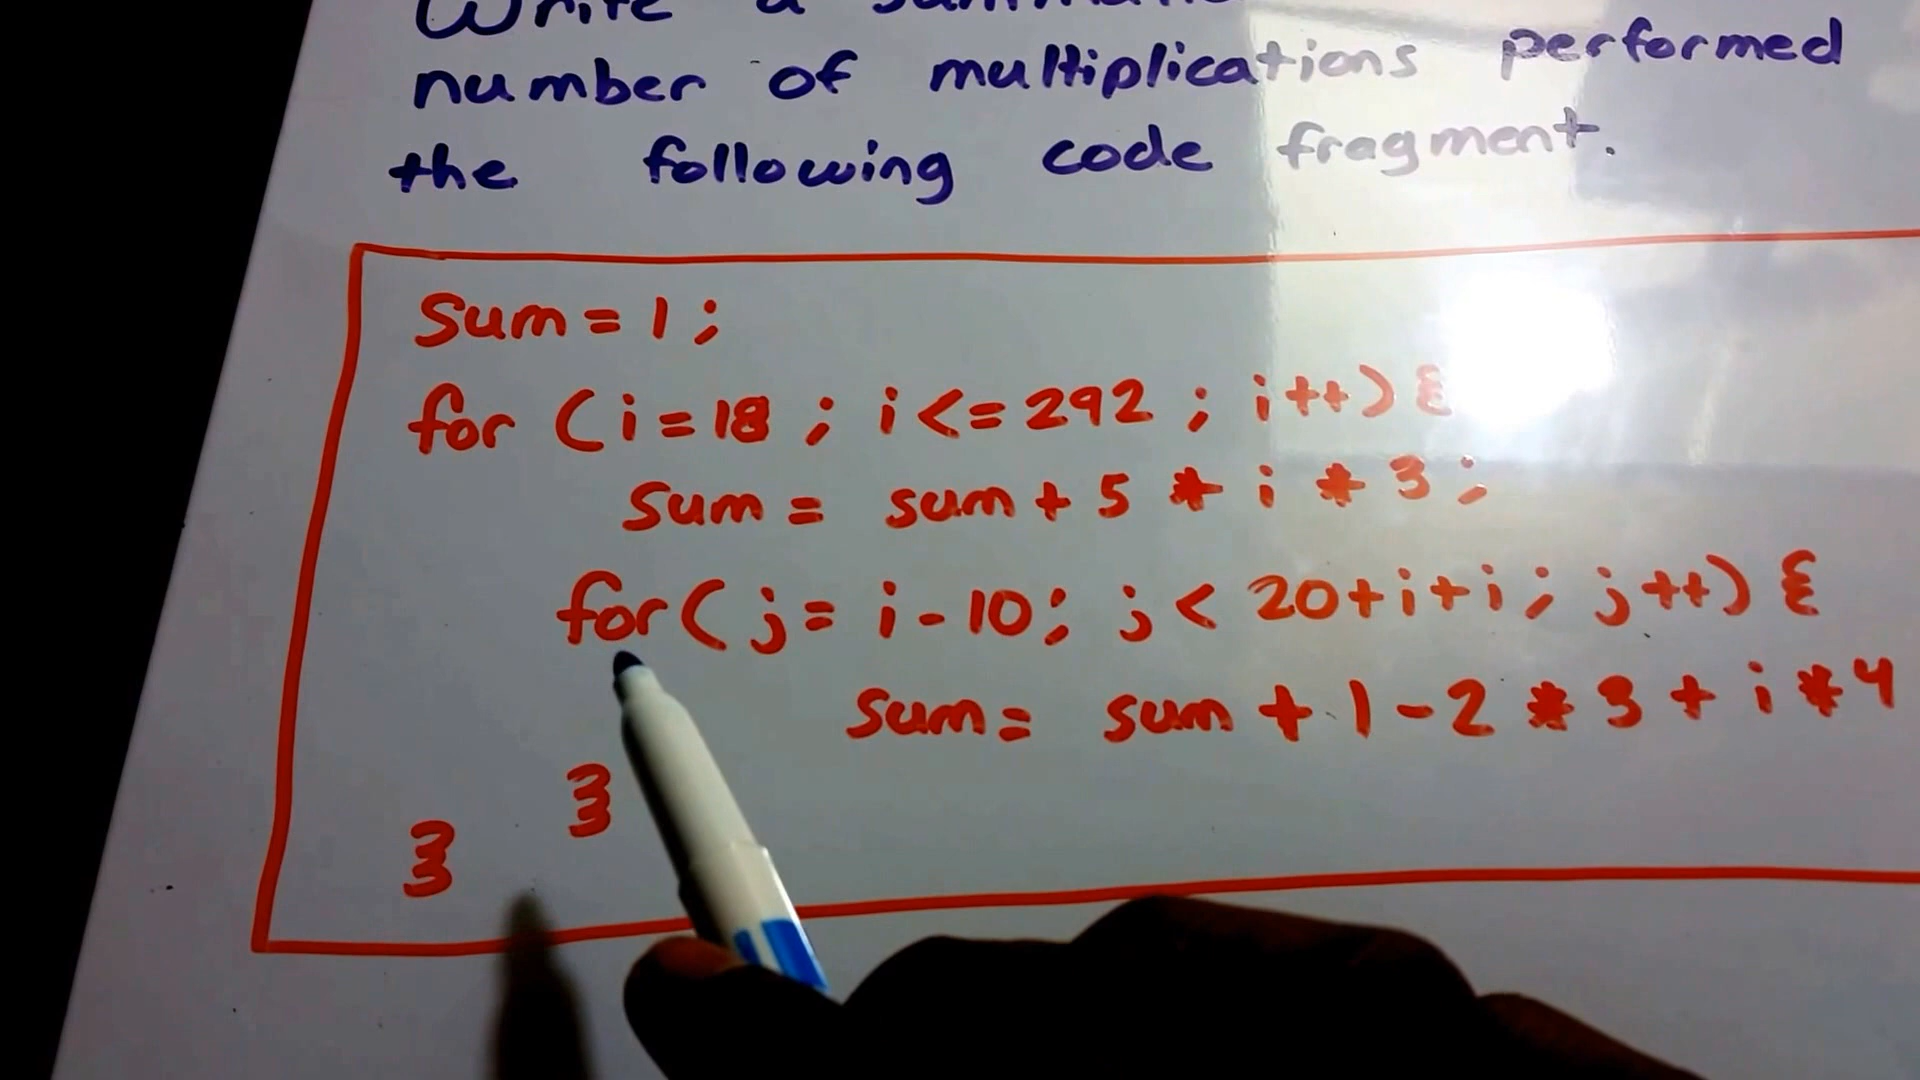 Write a
number of multiplications performed
the following code fragment.
sum = 1 ;
for ( i = 18 ; i <= 292 ; i++ ) {
sum = sum + 5 * i * 3 ;
for ( j = i - 10 ; j < 20 + i + i ; j++ ) {
sum = sum + 1 - 2 * 3 + i * 4
}
}